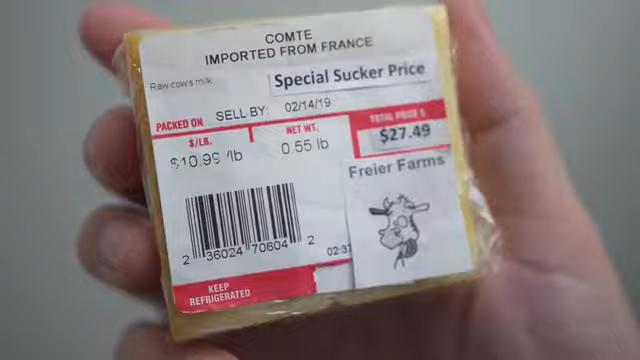 COMTE
IMPORTED FROM FRANCE
Raw cow's milk
Special Sucker Price
PACKED ON
SELL BY: 02/14/19
$/LB.
NET WT.
TOTAL PRICE $
$10.99 /lb
0.55 lb
$27.49
Freier Farms
2 36024 70604 2
KEEP
REFRIGERATED